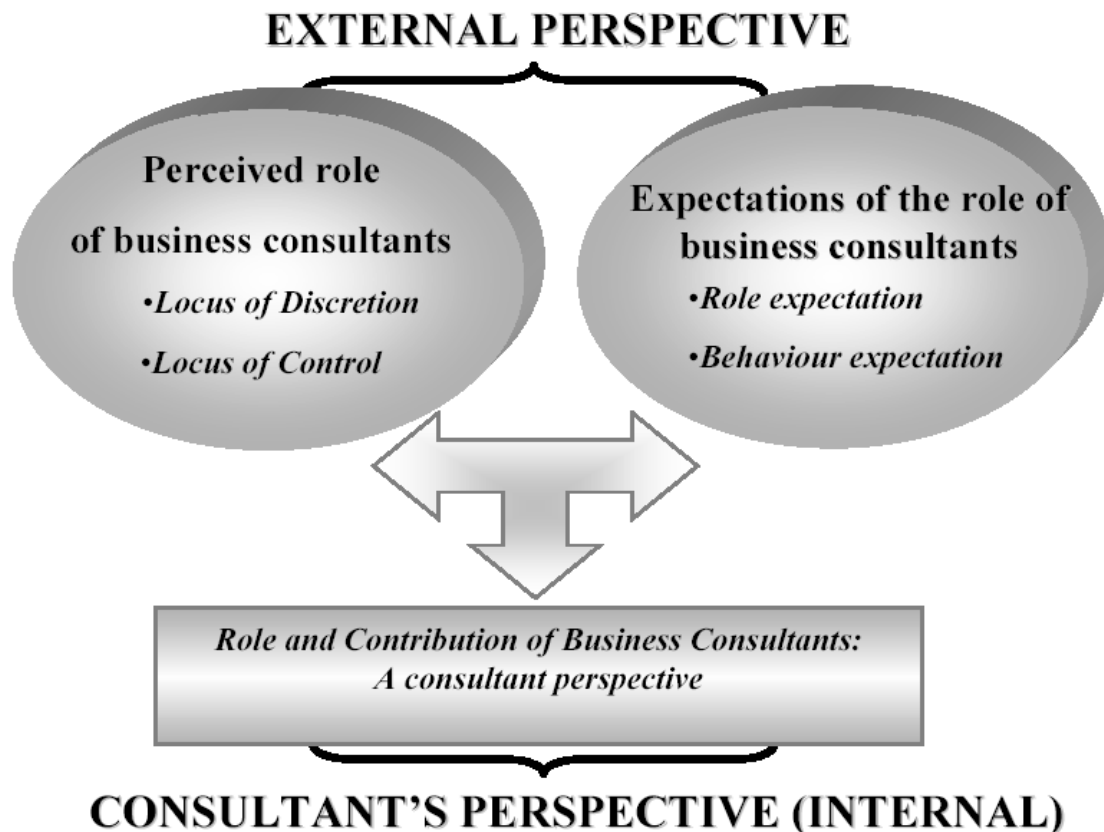 EXTERNAL PERSPECTIVE
Perceived role
of business consultants
•Locus of Discretion
•Locus of Control
Expectations of the role of
business consultants
•Role expectation
•Behaviour expectation
Role and Contribution of Business Consultants:
A consultant perspective
CONSULTANT’S PERSPECTIVE (INTERNAL)